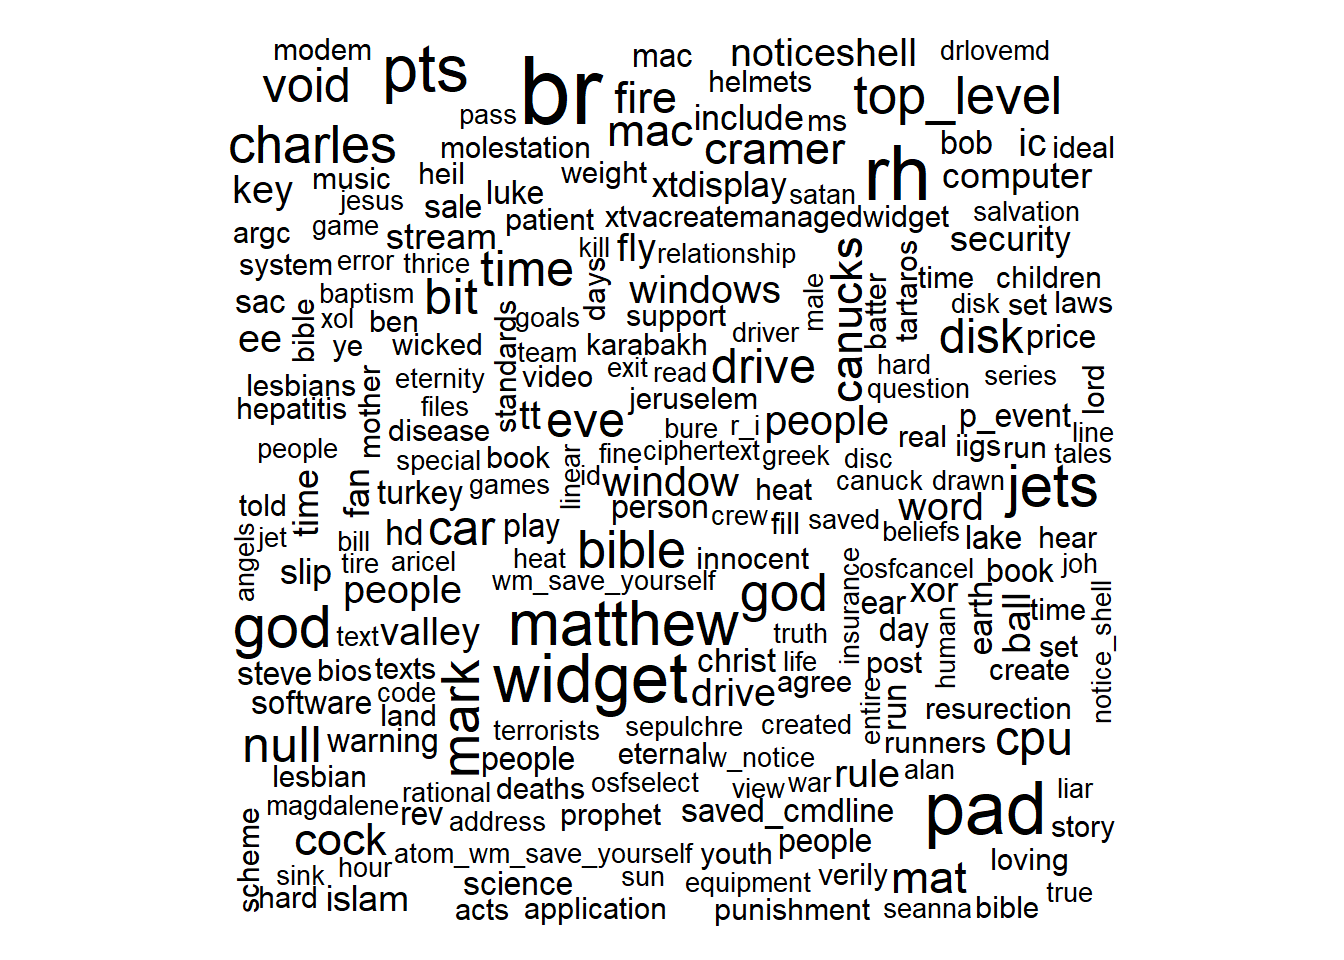 modem pts br mac noticeshell drlovemd
void fire helmets top_level
pass mac include ms
charles molestation cramer rh bob ic ideal
key music heil luke weight xtdisplay satan computer
jesus sale patient xtvacreatemanagedwidget salvation
argc game stream kill fly relationship security
system error thrice time days windows male canucks batter tartaros time children
sac baptism bit goals support disk set laws
ee bible xol ben standards driver disk price
ye wicked team karabakh drive hard
lesbians mother eternity video exit read question series lord
hepatitis files tt eve jeruselem people p_event
disease bure r_i real line
people special book linear fine ciphertext greek disc iigs run tales
told time fan turkey games id window heat canuck drawn jets
person crew fill saved word
angels jet bill hd car play bible innocent beliefs lake hear
slip tire aricel heat insurance osfcancel book joh
people wm_save_yourself god ear xor earth ball time notice_shell
god text valley matthew truth day human set
steve bios texts mark widget christ life post create
software code drive agree entire run resurection
land terrorists sepulchre created runners cpu
null warning people eternal w_notice rule alan
lesbian rational deaths osfselect view war pad liar
scheme magdalene rev address prophet saved_cmdline story
cock atom_wm_save_yourself youth people loving
sink hour science sun equipment verily mat true
hard islam acts application punishment seanna bible